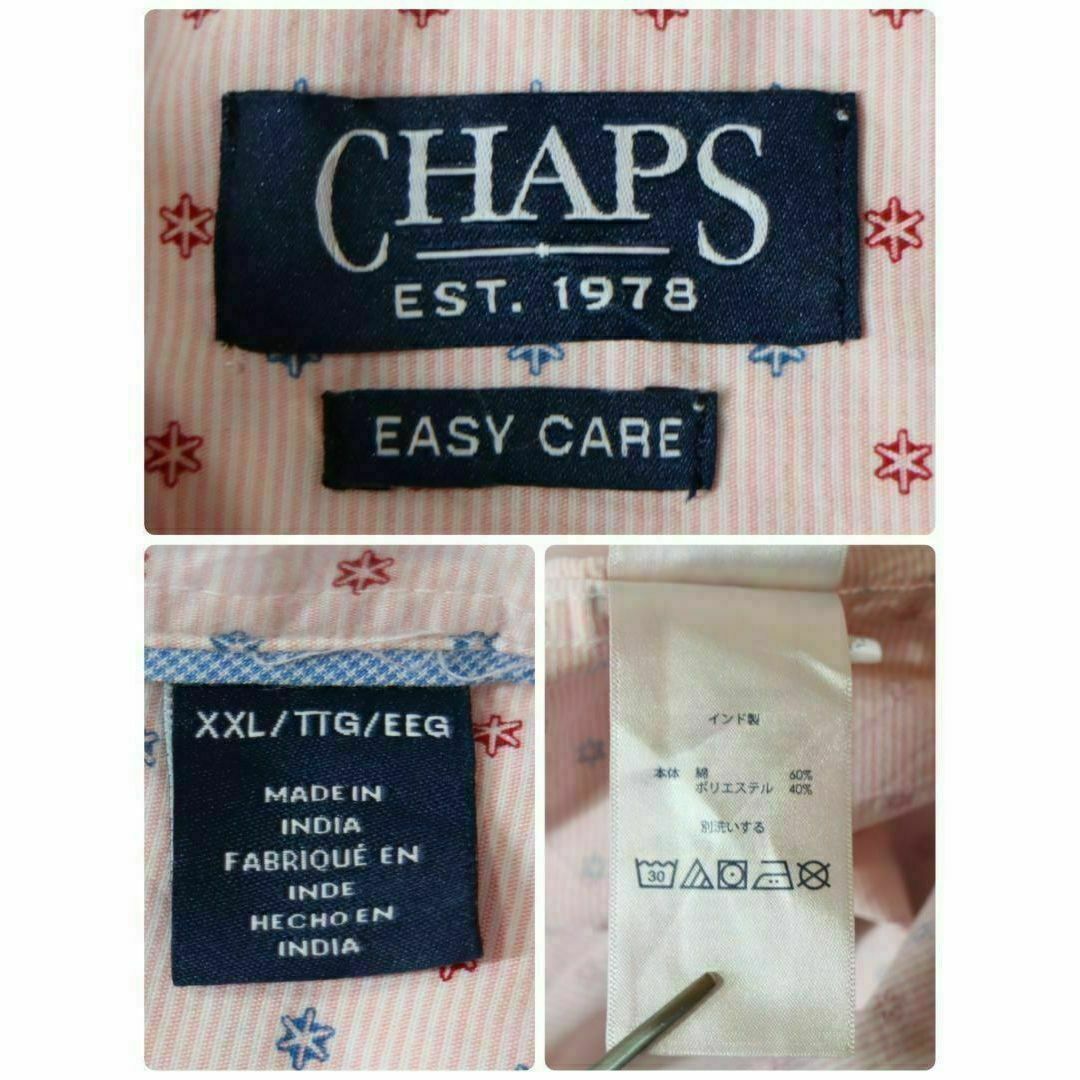 CHAPS
EST. 1978
EASY CARE
XXL/TTG/EEG
MADE IN
INDIA
FABRIQUÉ EN
INDE
HECHO EN
INDIA
インド製
本体 綿 60%
ポリエステル 40%
別洗いする
30